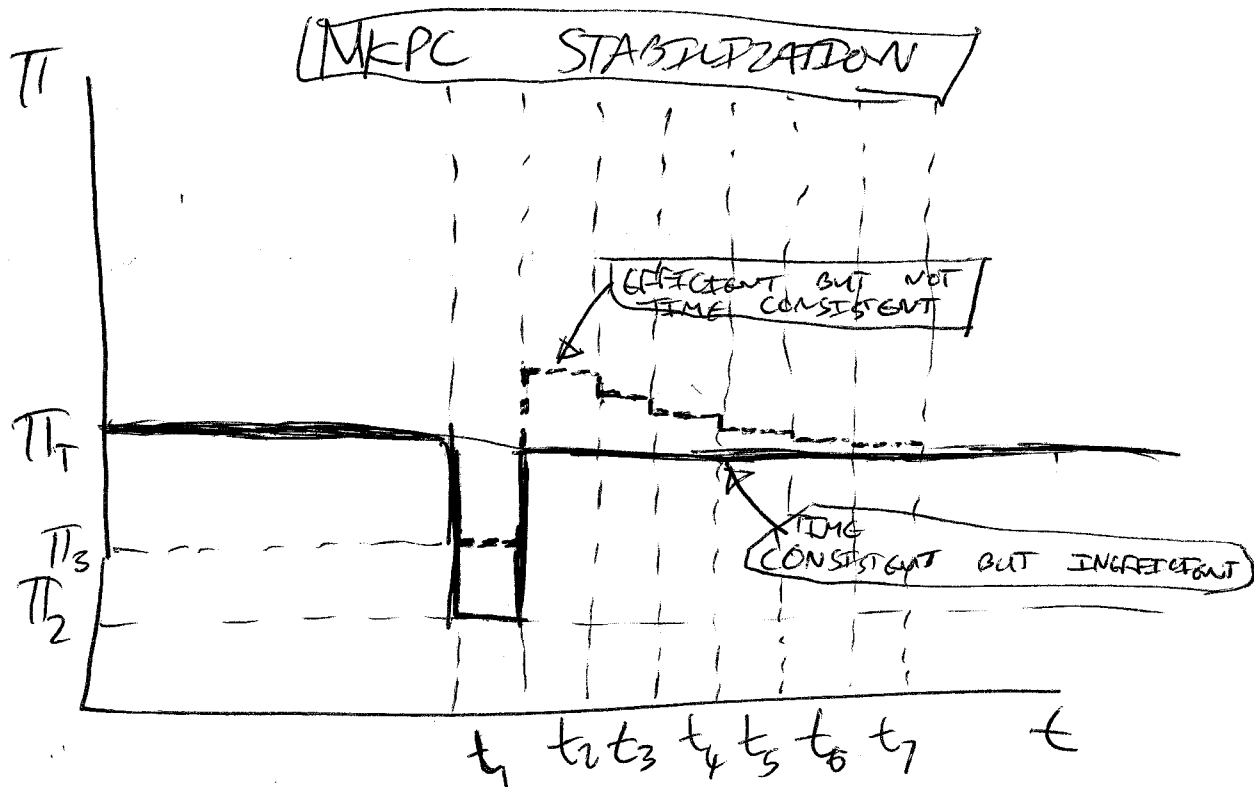 MKPC STABILIZATION
π
EFFICIENT BUT NOT
TIME CONSISTENT
π_T
π_3
TIME
CONSISTENT BUT INEFFICIENT
π_2
t_1 t_2 t_3 t_4 t_5 t_6 t_7 t